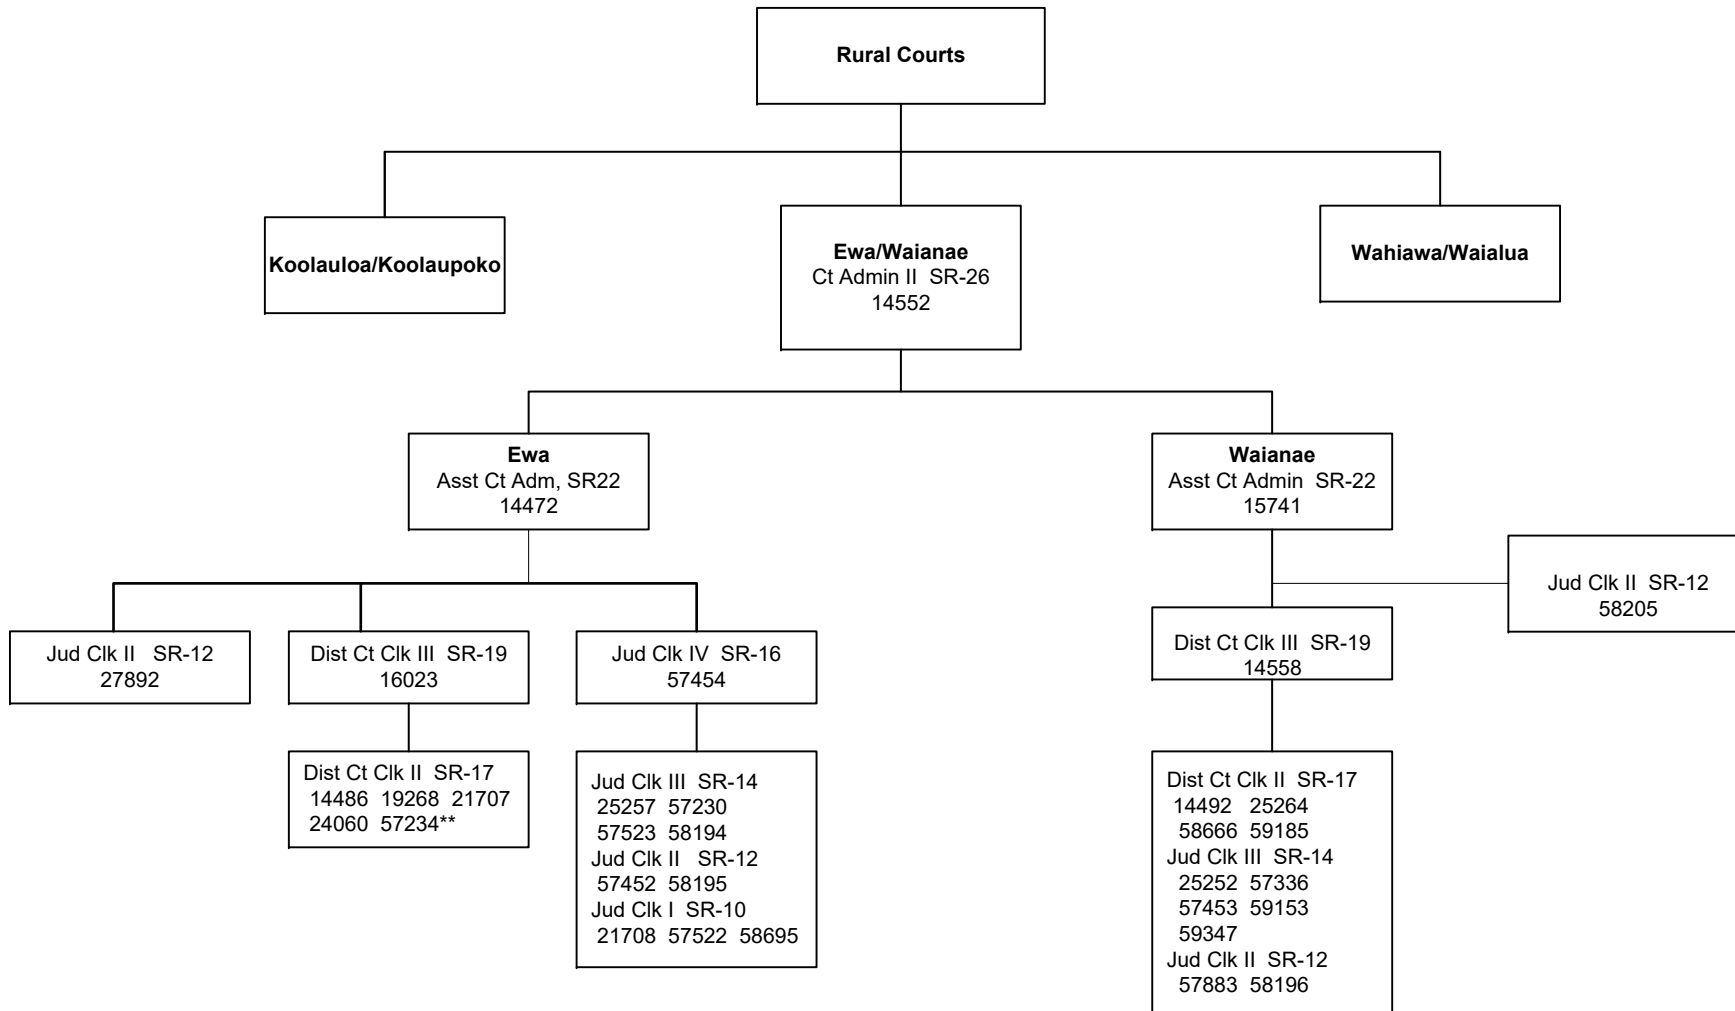 Rural Courts
Koolauloa/Koolaupoko
Ewa/Waianae
Ct Admin II SR-26
14552
Wahiawa/Waialua
Ewa
Asst Ct Adm, SR22
14472
Waianae
Asst Ct Admin SR-22
15741
Jud Clk II SR-12
58205
Jud Clk II SR-12
27892
Dist Ct Clk III SR-19
16023
Jud Clk IV SR-16
57454
Dist Ct Clk III SR-19
14558
Dist Ct Clk II SR-17
14486 19268 21707
24060 57234**
Jud Clk III SR-14
25257 57230
57523 58194
Jud Clk II SR-12
57452 58195
Jud Clk I SR-10
21708 57522 58695
Dist Ct Clk II SR-17
14492 25264
58666 59185
Jud Clk III SR-14
25252 57336
57453 59153
59347
Jud Clk II SR-12
57883 58196